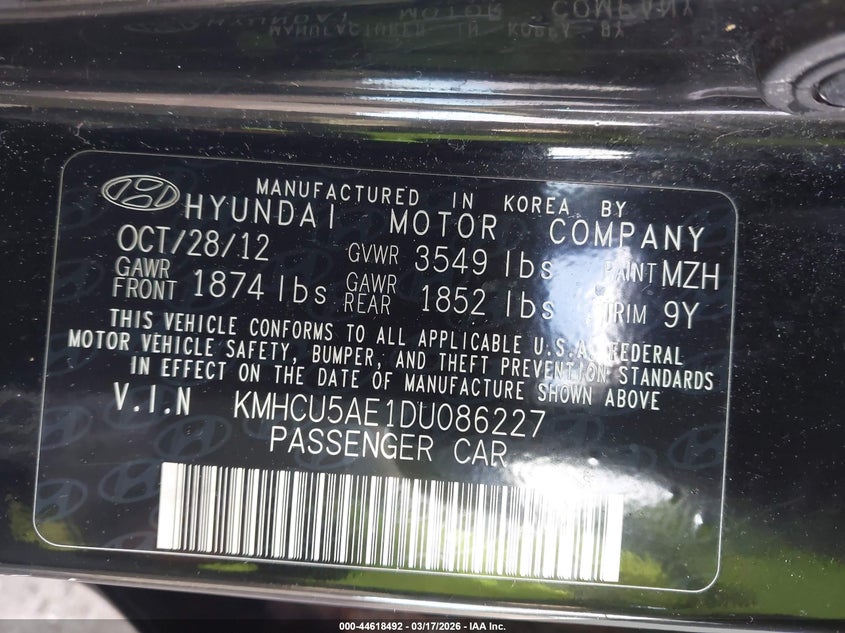 MANUFACTURED IN KOREA BY
HYUNDAI MOTOR COMPANY
OCT/28/12 GVWR 3549 lbs PAINT MZH
GAWR FRONT 1874 lbs GAWR REAR 1852 lbs TRIM 9Y
THIS VEHICLE CONFORMS TO ALL APPLICABLE U.S.A. FEDERAL
MOTOR VEHICLE SAFETY, BUMPER, AND THEFT PREVENTION STANDARDS
IN EFFECT ON THE DATE OF MANUFACTURE SHOWN ABOVE
V.I.N KMHCU5AE1DU086227
PASSENGER CAR
000-44618492 - 03/17/2026 - IAA Inc.